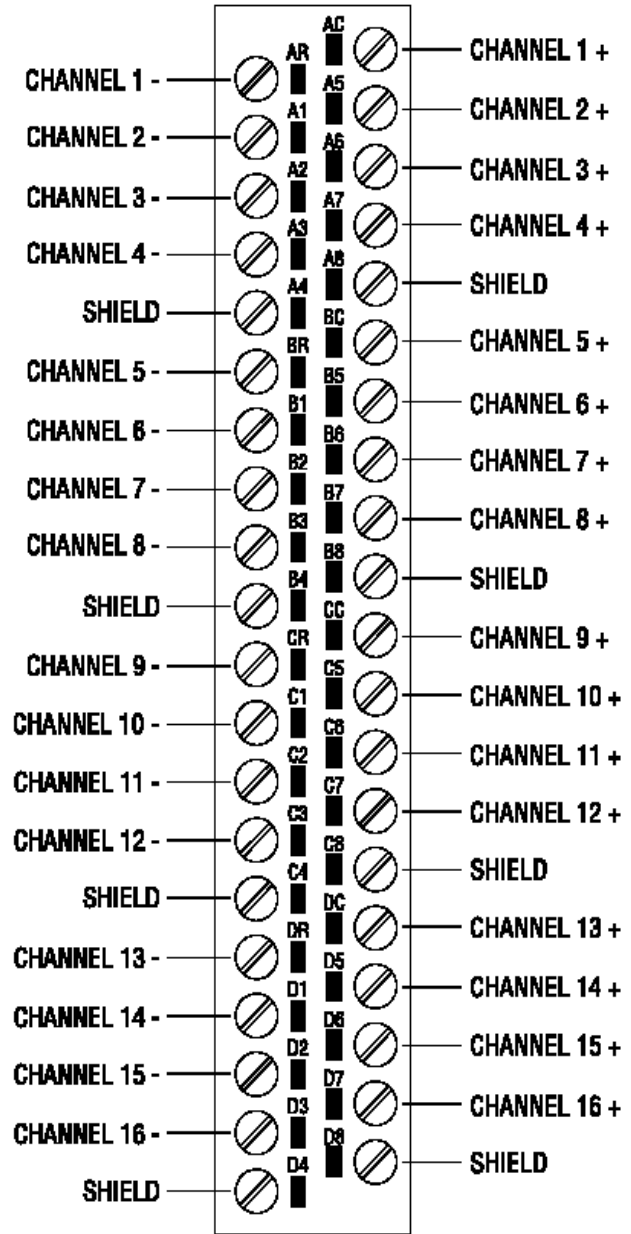 AC CHANNEL 1 +
CHANNEL 1 - AR
A5 CHANNEL 2 +
CHANNEL 2 - A1
A6 CHANNEL 3 +
CHANNEL 3 - A2
A7 CHANNEL 4 +
CHANNEL 4 - A3
A8 SHIELD
SHIELD A4
BC CHANNEL 5 +
CHANNEL 5 - BR
B5 CHANNEL 6 +
CHANNEL 6 - B1
B6 CHANNEL 7 +
CHANNEL 7 - B2
B7 CHANNEL 8 +
CHANNEL 8 - B3
B8 SHIELD
SHIELD B4
CC CHANNEL 9 +
CHANNEL 9 - CR
C5 CHANNEL 10 +
CHANNEL 10 - C1
C6 CHANNEL 11 +
CHANNEL 11 - C2
C7 CHANNEL 12 +
CHANNEL 12 - C3
C8 SHIELD
SHIELD C4
DC CHANNEL 13 +
CHANNEL 13 - DR
D5 CHANNEL 14 +
CHANNEL 14 - D1
D6 CHANNEL 15 +
CHANNEL 15 - D2
D7 CHANNEL 16 +
CHANNEL 16 - D3
D8 SHIELD
SHIELD D4